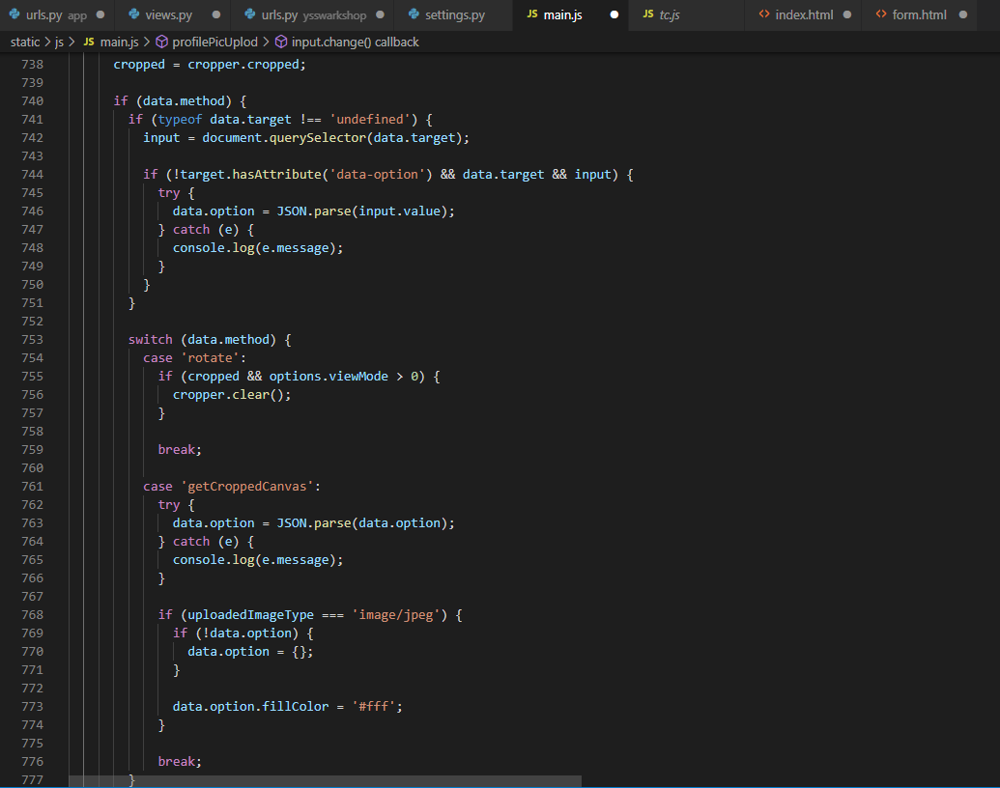 urls.py app ● views.py ● urls.py ysswarkshop ● settings.py JS main.js ● JS tc.js <> index.html ● <> form.html ●
static > js > JS main.js > profilePicUplod > input.change() callback
738 cropped = cropper.cropped;
739
740 if (data.method) {
741 if (typeof data.target !== 'undefined') {
742 input = document.querySelector(data.target);
743
744 if (!target.hasAttribute('data-option') && data.target && input) {
745 try {
746 data.option = JSON.parse(input.value);
747 } catch (e) {
748 console.log(e.message);
749 }
750 }
751 }
752
753 switch (data.method) {
754 case 'rotate':
755 if (cropped && options.viewMode > 0) {
756 cropper.clear();
757 }
758
759 break;
760
761 case 'getCroppedCanvas':
762 try {
763 data.option = JSON.parse(data.option);
764 } catch (e) {
765 console.log(e.message);
766 }
767
768 if (uploadedImageType === 'image/jpeg') {
769 if (!data.option) {
770 data.option = {};
771 }
772
773 data.option.fillColor = '#fff';
774 }
775
776 break;
777 }